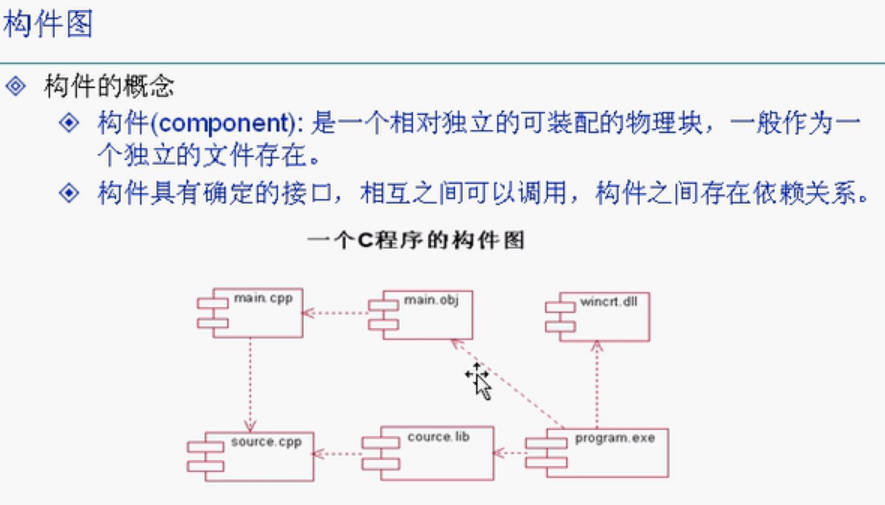 构件图
构件的概念
构件(component): 是一个相对独立的可装配的物理块，一般作为一
个独立的文件存在。
构件具有确定的接口，相互之间可以调用，构件之间存在依赖关系。
一个C程序的构件图
main.cpp
main.obj
wincrt.dll
source.cpp
cource.lib
program.exe